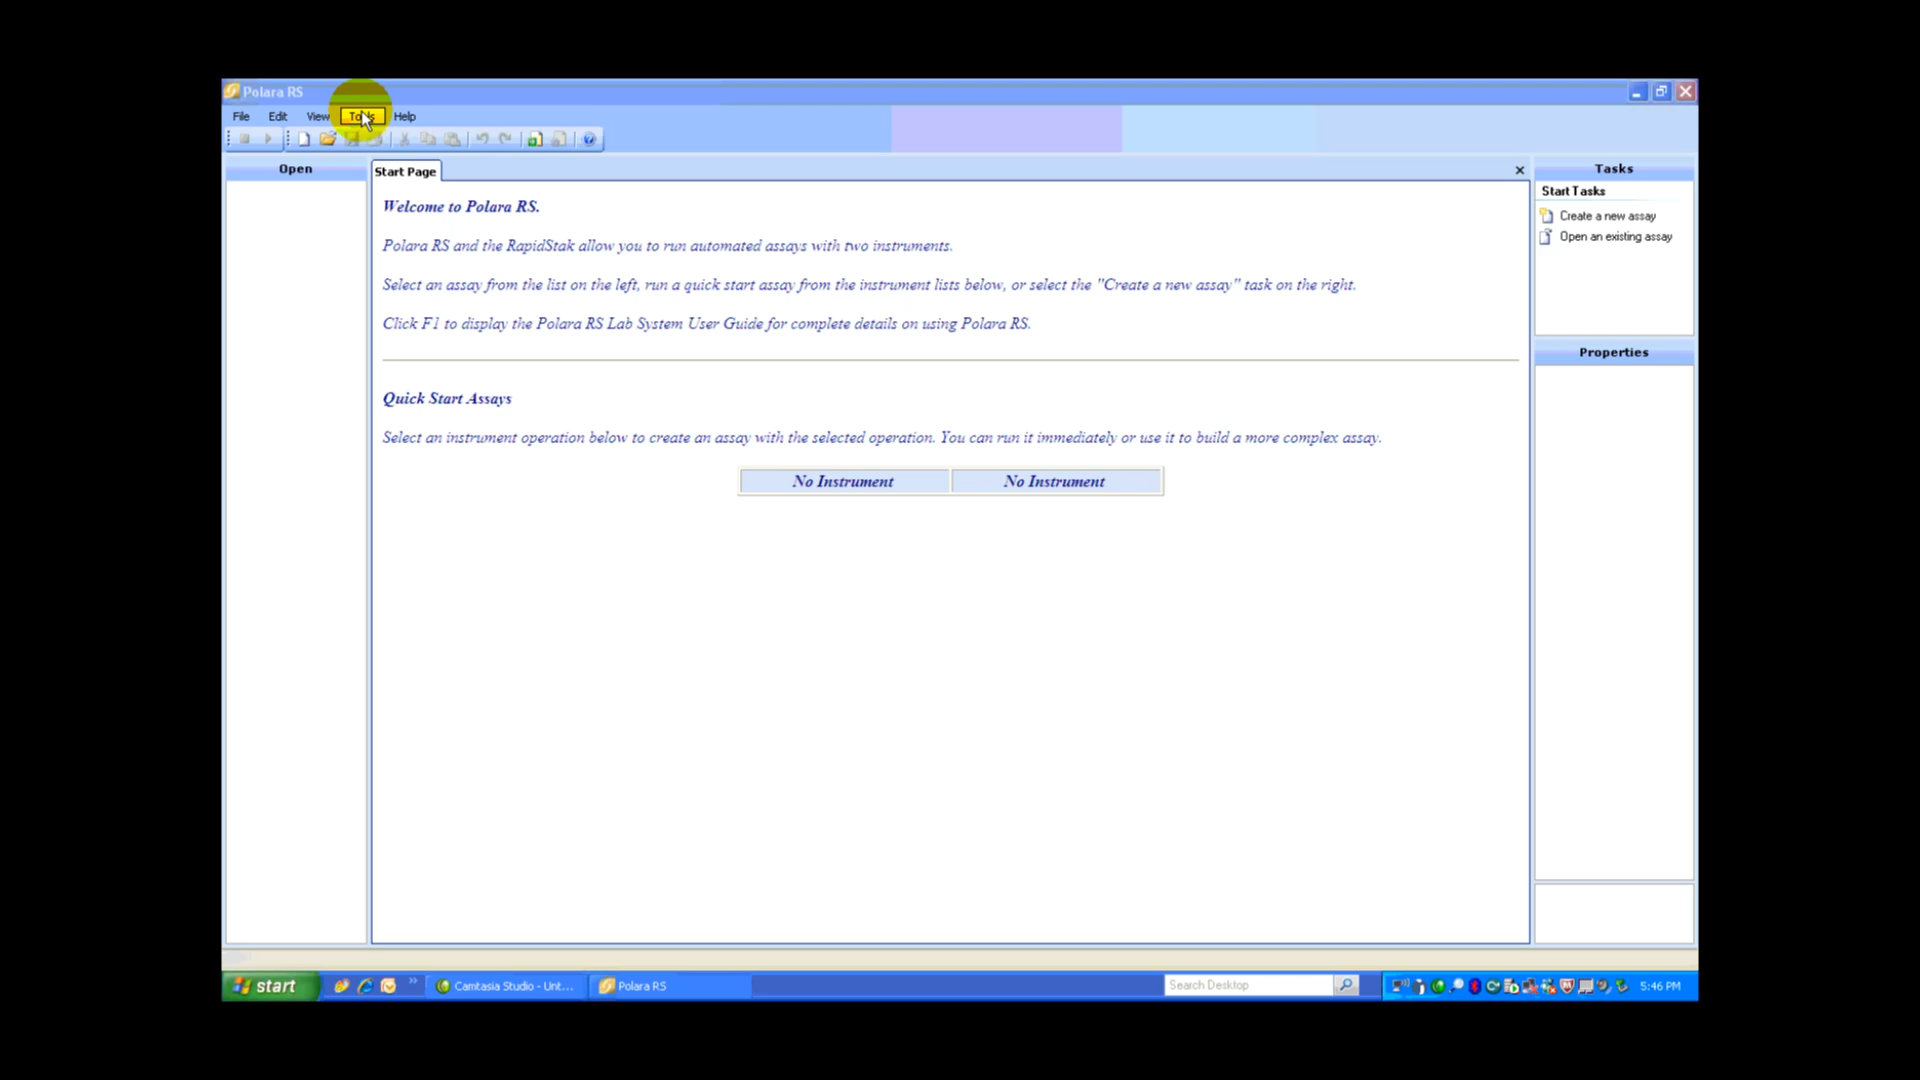 Polara RS
File Edit View Tools Help
Open
Start Page
Welcome to Polara RS.
Polara RS and the RapidStak allow you to run automated assays with two instruments.
Select an assay from the list on the left, run a quick start assay from the instrument lists below, or select the "Create a new assay" task on the right.
Click F1 to display the Polara RS Lab System User Guide for complete details on using Polara RS.
Quick Start Assays
Select an instrument operation below to create an assay with the selected operation. You can run it immediately or use it to build a more complex assay.
No Instrument No Instrument
Tasks
Start Tasks
Create a new assay
Open an existing assay
Properties
start Camtasia Studio - Unt... Polara RS Search Desktop 5:46 PM